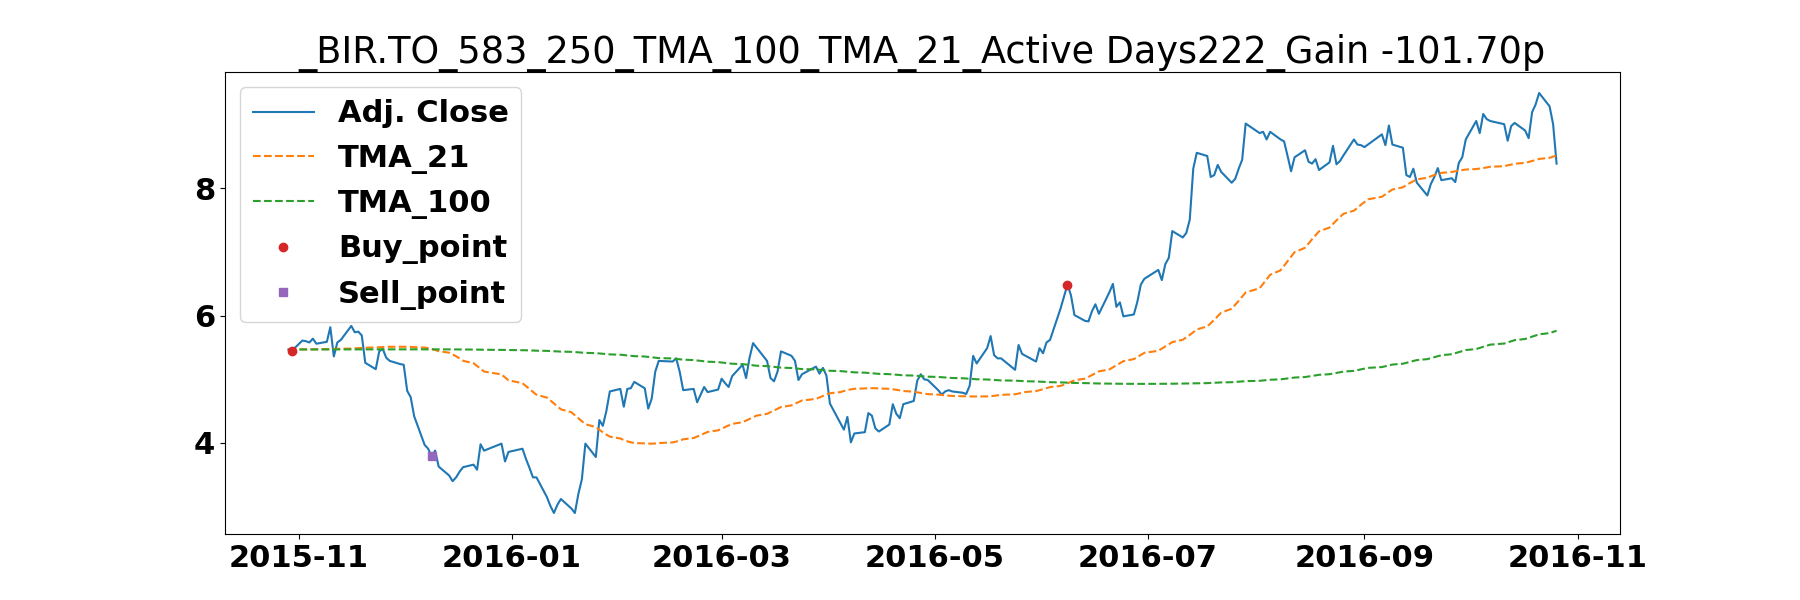 _BIR.TO_583_250_TMA_100_TMA_21_Active Days222_Gain -101.70p
Adj. Close
TMA_21
TMA_100
Buy_point
Sell_point
8
6
4
2015-11 2016-01 2016-03 2016-05 2016-07 2016-09 2016-11